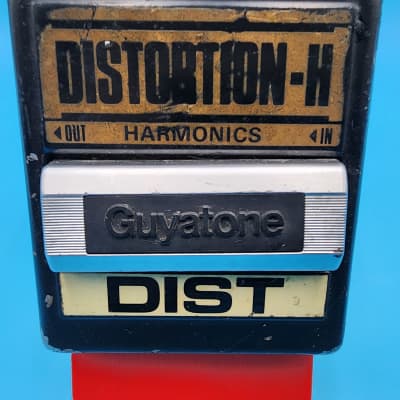 DISTORTION-H
◄OUT HARMONICS ◄IN
Guyatone
DIST